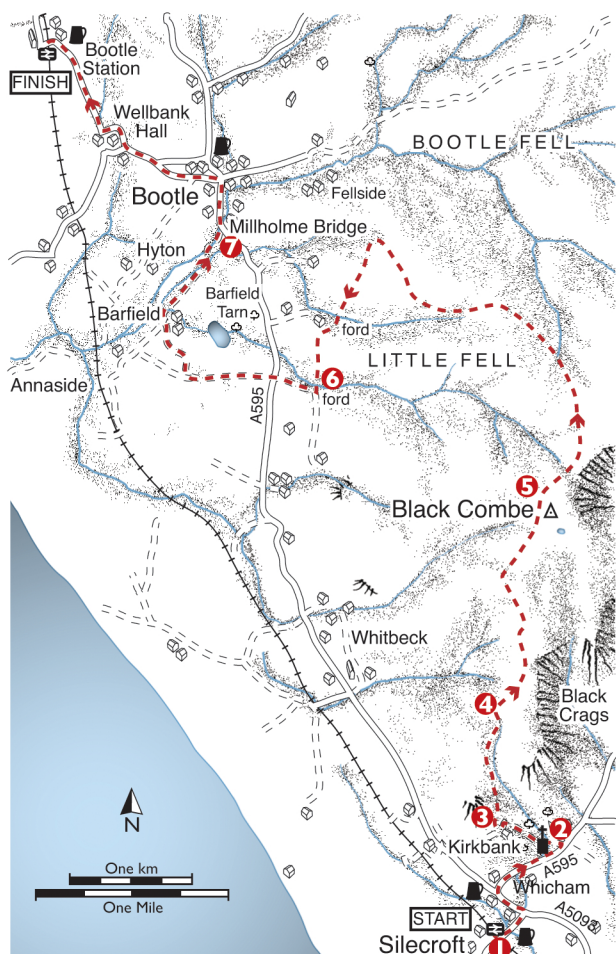 Bootle
Station
FINISH
Wellbank
Hall
BOOTLE FELL
Bootle
Fellside
Millholme Bridge
7
Hyton
Barfield
Barfield
Tarn
ford
LITTLE FELL
6
ford
Annaside
A595
5
Black Combe
Whitbeck
4
Black
Crags
3
2
Kirkbank
A595
N
Whicham
One km
One Mile
START
A5093
Silecroft
1